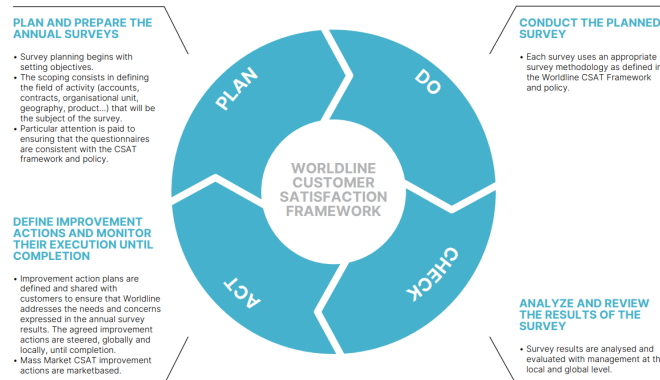 PLAN AND PREPARE THE
ANNUAL SURVEYS
• Survey planning begins with
setting objectives.
• The scoping consists in defining
the field of activity (accounts,
contracts, organisational unit,
geography, product...) that will be
the subject of the survey.
• Particular attention is paid to
ensuring that the questionnaires
are consistent with the CSAT
framework and policy.
CONDUCT THE PLANNED
SURVEY
• Each survey uses an appropriate
survey methodology as defined in
the Worldline CSAT Framework
and policy.
PLAN
DO
WORLDLINE
CUSTOMER
SATISFACTION
FRAMEWORK
ACT
CHECK
DEFINE IMPROVEMENT
ACTIONS AND MONITOR
THEIR EXECUTION UNTIL
COMPLETION
• Improvement action plans are
defined and shared with
customers to ensure that Worldline
addresses the needs and concerns
expressed in the annual survey
results. The agreed improvement
actions are steered, globally and
locally, until completion.
• Mass Market CSAT improvement
actions are marketbased.
ANALYZE AND REVIEW
THE RESULTS OF THE
SURVEY
• Survey results are analysed and
evaluated with management at th
local and global level.